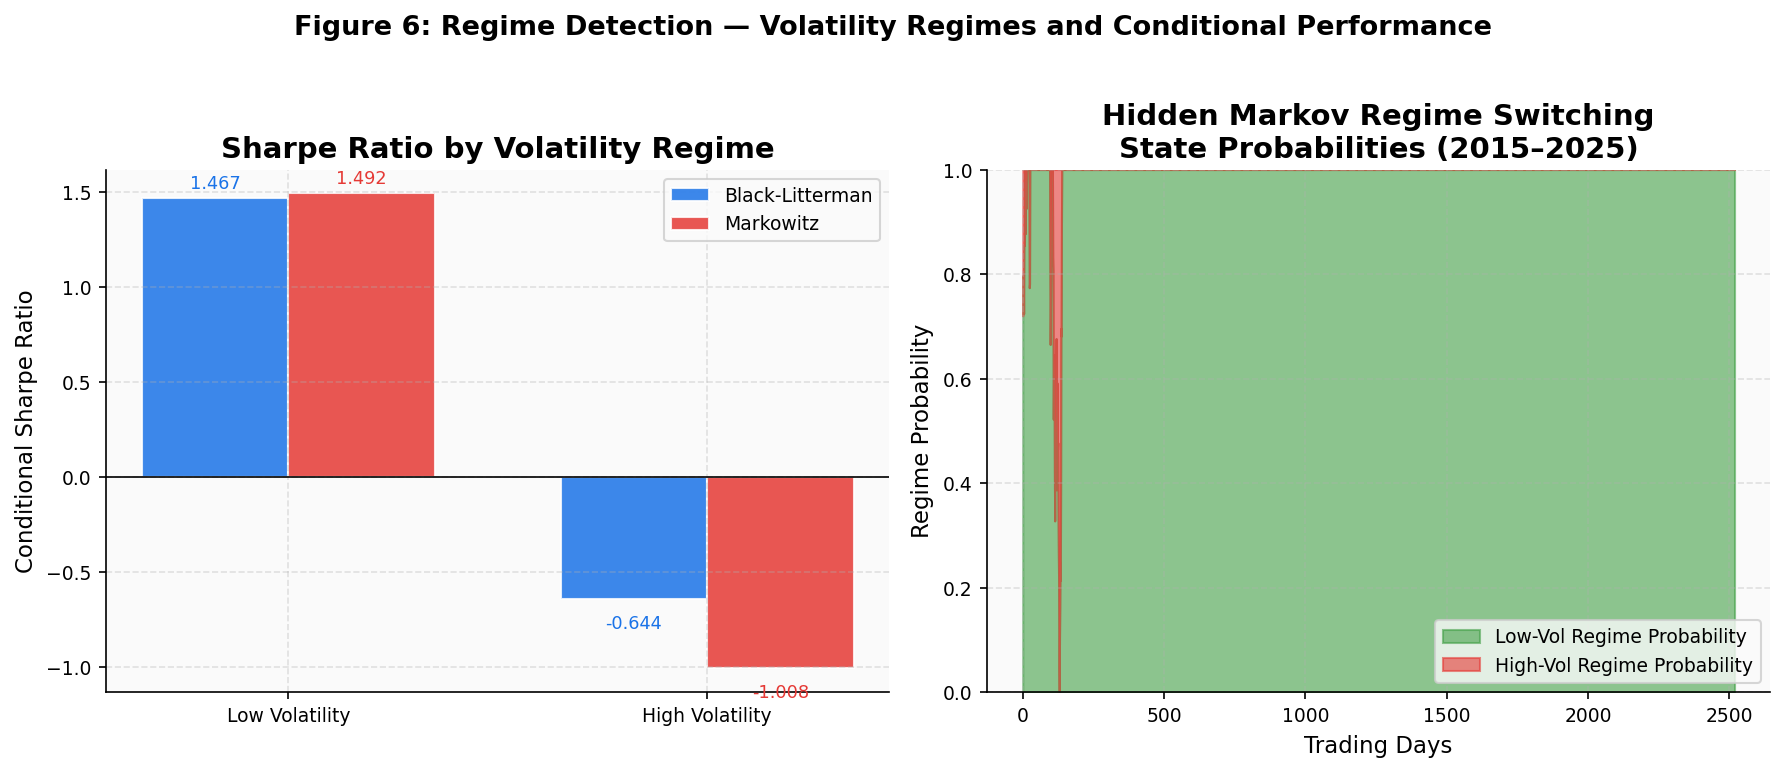 Figure 6: Regime Detection — Volatility Regimes and Conditional Performance
Sharpe Ratio by Volatility Regime
Conditional Sharpe Ratio
1.5
1.0
0.5
0.0
−0.5
−1.0
1.467
1.492
-0.644
-1.008
Black-Litterman
Markowitz
Low Volatility
High Volatility
Hidden Markov Regime Switching
State Probabilities (2015–2025)
Regime Probability
1.0
0.8
0.6
0.4
0.2
0.0
Low-Vol Regime Probability
High-Vol Regime Probability
0
500
1000
1500
2000
2500
Trading Days